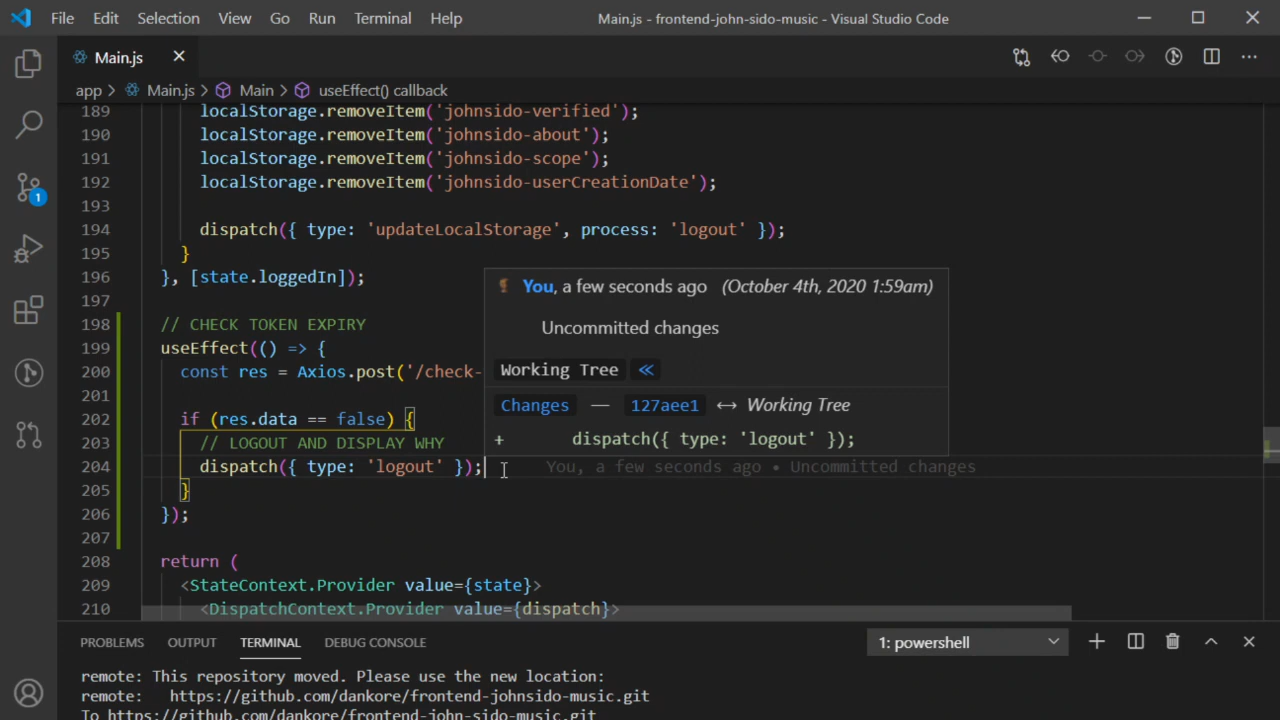 File Edit Selection View Go Run Terminal Help Main.js - frontend-john-sido-music - Visual Studio Code
Main.js
app > Main.js > Main > useEffect() callback
189 localStorage.removeItem('johnsido-verified');
190 localStorage.removeItem('johnsido-about');
191 localStorage.removeItem('johnsido-scope');
192 localStorage.removeItem('johnsido-userCreationDate');
193
194 dispatch({ type: 'updateLocalStorage', process: 'logout' });
195 }
196 }, [state.loggedIn]);
197
198 // CHECK TOKEN EXPIRY
199 useEffect(() => {
200 const res = Axios.post('/check-
201
202 if (res.data == false) {
203 // LOGOUT AND DISPLAY WHY
204 dispatch({ type: 'logout' }); You, a few seconds ago • Uncommitted changes
205 }
206 });
207
208 return (
209 <StateContext.Provider value={state}>
210 <DispatchContext.Provider value={dispatch}>
You, a few seconds ago (October 4th, 2020 1:59am)
Uncommitted changes
Working Tree
Changes — 127aee1 ↔ Working Tree
+ dispatch({ type: 'logout' });
1
PROBLEMS OUTPUT TERMINAL DEBUG CONSOLE 1: powershell
remote: This repository moved. Please use the new location:
remote: https://github.com/dankore/frontend-johnsido-music.git
To https://github.com/dankore/frontend-john-sido-music.git